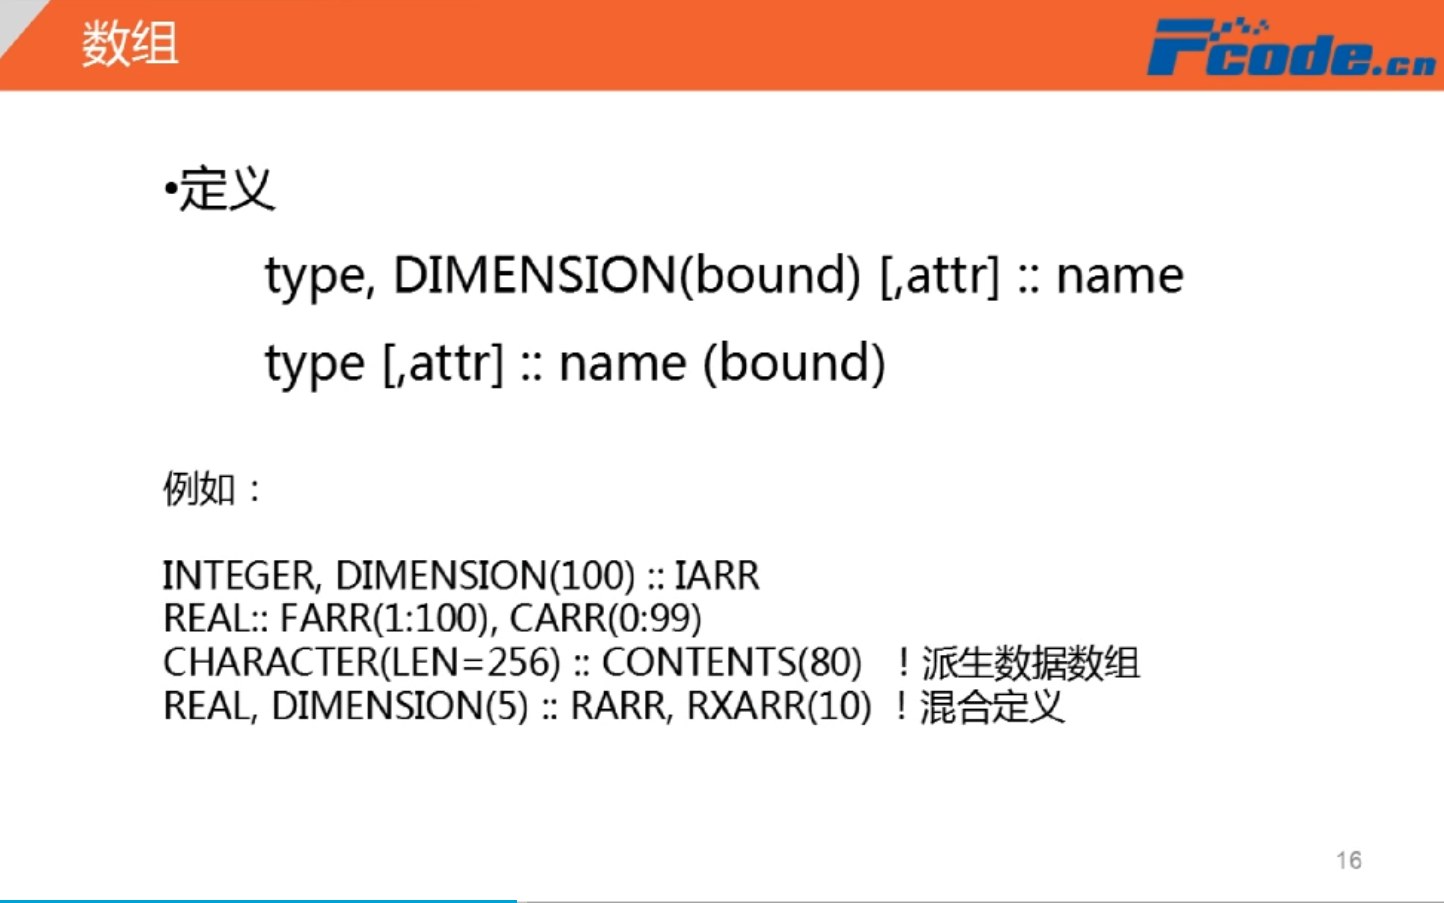 数组
Fcode.cn
•定义
type, DIMENSION(bound) [,attr] :: name
type [,attr] :: name (bound)
例如：
INTEGER, DIMENSION(100) :: IARR
REAL:: FARR(1:100), CARR(0:99)
CHARACTER(LEN=256) :: CONTENTS(80) ！派生数据数组
REAL, DIMENSION(5) :: RARR, RXARR(10) ！混合定义
16